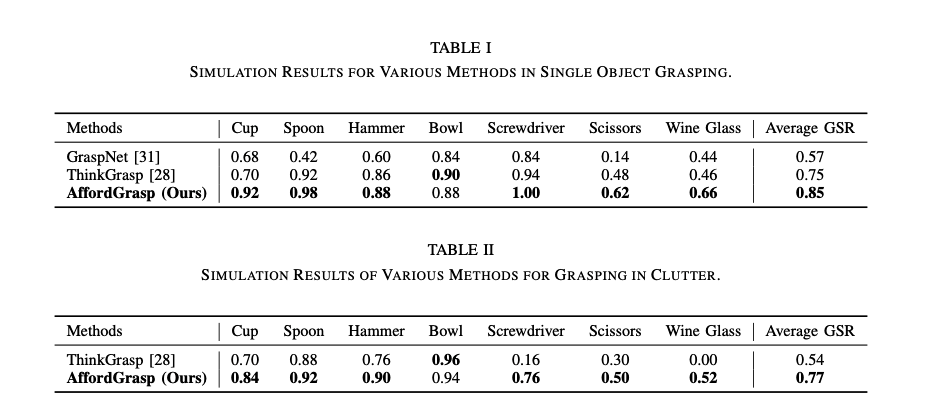 TABLE I
SIMULATION RESULTS FOR VARIOUS METHODS IN SINGLE OBJECT GRASPING.
Methods Cup Spoon Hammer Bowl Screwdriver Scissors Wine Glass Average GSR
GraspNet [31] 0.68 0.42 0.60 0.84 0.84 0.14 0.44 0.57
ThinkGrasp [28] 0.70 0.92 0.86 0.90 0.94 0.48 0.46 0.75
AffordGrasp (Ours) 0.92 0.98 0.88 0.88 1.00 0.62 0.66 0.85
TABLE II
SIMULATION RESULTS OF VARIOUS METHODS FOR GRASPING IN CLUTTER.
Methods Cup Spoon Hammer Bowl Screwdriver Scissors Wine Glass Average GSR
ThinkGrasp [28] 0.70 0.88 0.76 0.96 0.16 0.30 0.00 0.54
AffordGrasp (Ours) 0.84 0.92 0.90 0.94 0.76 0.50 0.52 0.77